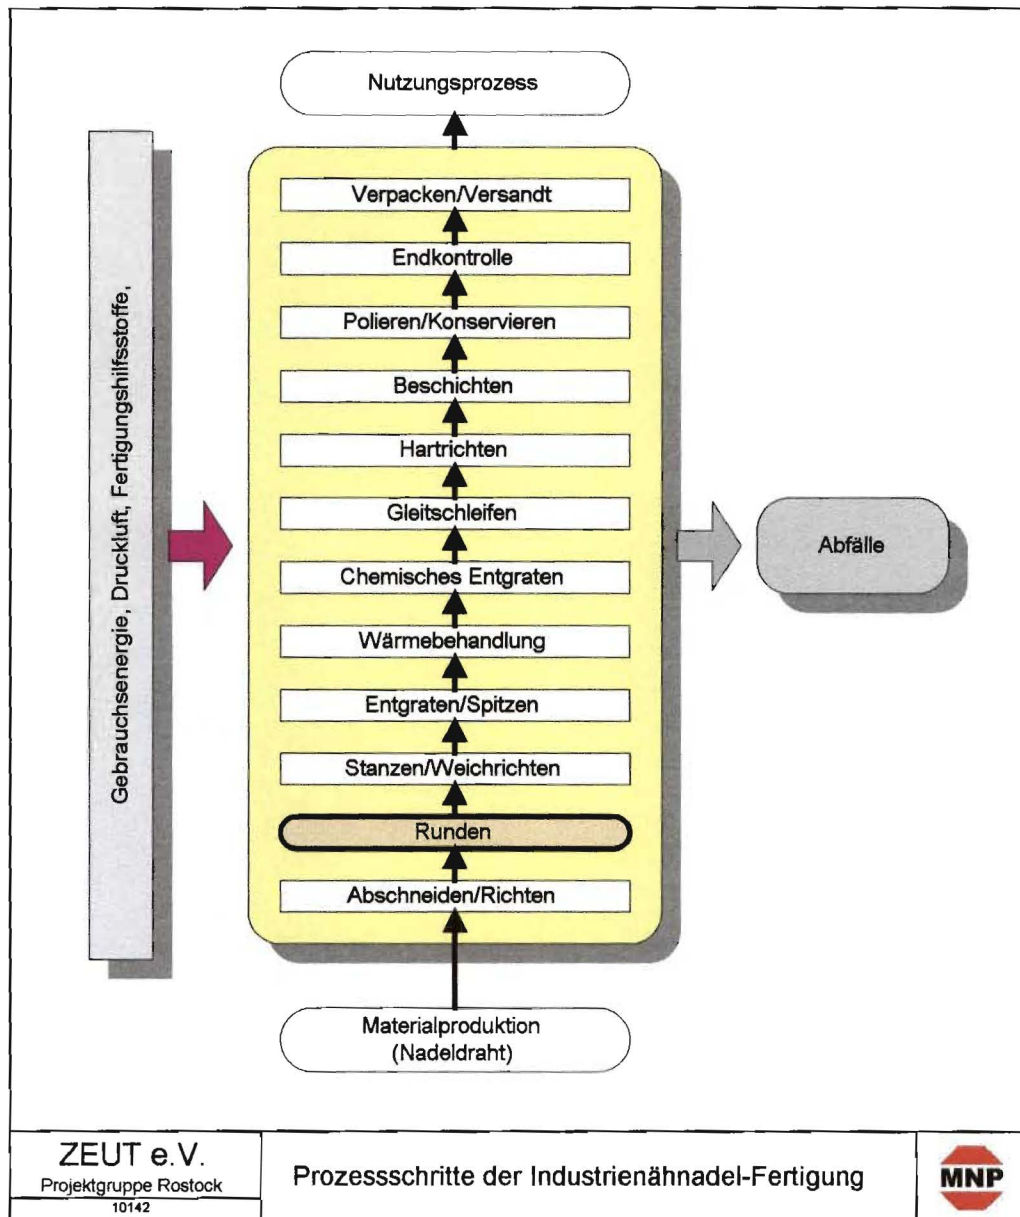 Nutzungsprozess
Gebrauchsenergie, Druckluft, Fertigungshilfsstoffe,
Verpacken/Versandt
Endkontrolle
Polieren/Konservieren
Beschichten
Hartrichten
Gleitschleifen
Chemisches Entgraten
Wärmebehandlung
Entgraten/Spitzen
Stanzen/Weichrichten
Runden
Abschneiden/Richten
Abfälle
Materialproduktion
(Nadeldraht)
ZEUT e.V.
Projektgruppe Rostock
10142
Prozessschritte der Industrienähnadel-Fertigung
MNP